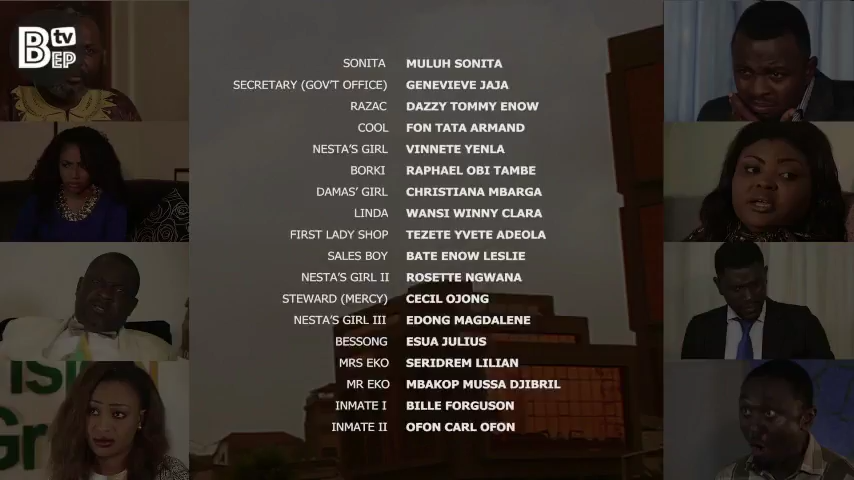 B tv EP
SONITA MULUH SONITA
SECRETARY (GOV'T OFFICE) GENEVIEVE JAJA
RAZAC DAZZY TOMMY ENOW
COOL FON TATA ARMAND
NESTA'S GIRL VINNETE YENLA
BORKI RAPHAEL OBI TAMBE
DAMAS' GIRL CHRISTIANA MBARGA
LINDA WANSI WINNY CLARA
FIRST LADY SHOP TEZETE YVETE ADEOLA
SALES BOY BATE ENOW LESLIE
NESTA'S GIRL II ROSETTE NGWANA
STEWARD (MERCY) CECIL OJONG
NESTA'S GIRL III EDONG MAGDALENE
BESSONG ESUA JULIUS
MRS EKO SERIDREM LILIAN
MR EKO MBAKOP MUSSA DJIBRIL
INMATE I BILLE FORGUSON
INMATE II OFON CARL OFON